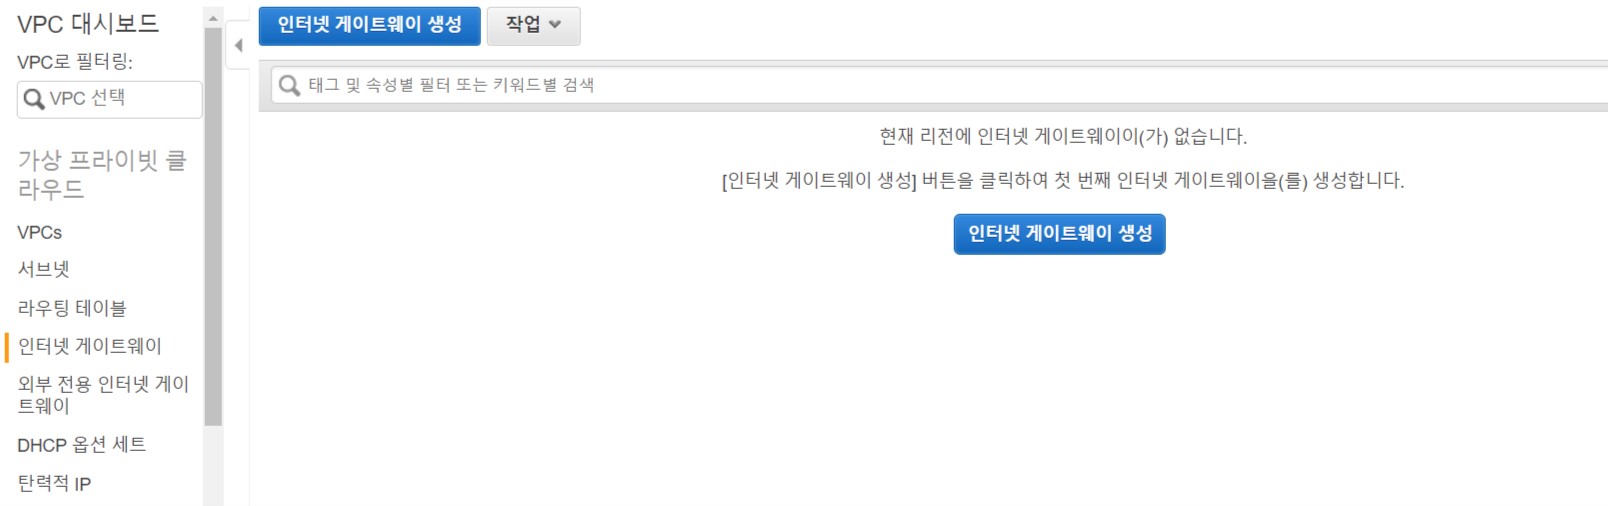 VPC 대시보드
VPC로 필터링:
VPC 선택
가상 프라이빗 클
라우드
VPCs
서브넷
라우팅 테이블
인터넷 게이트웨이
외부 전용 인터넷 게이
트웨이
DHCP 옵션 세트
탄력적 IP
인터넷 게이트웨이 생성
작업
태그 및 속성별 필터 또는 키워드별 검색
현재 리전에 인터넷 게이트웨이이(가) 없습니다.
[인터넷 게이트웨이 생성] 버튼을 클릭하여 첫 번째 인터넷 게이트웨이을(를) 생성합니다.
인터넷 게이트웨이 생성